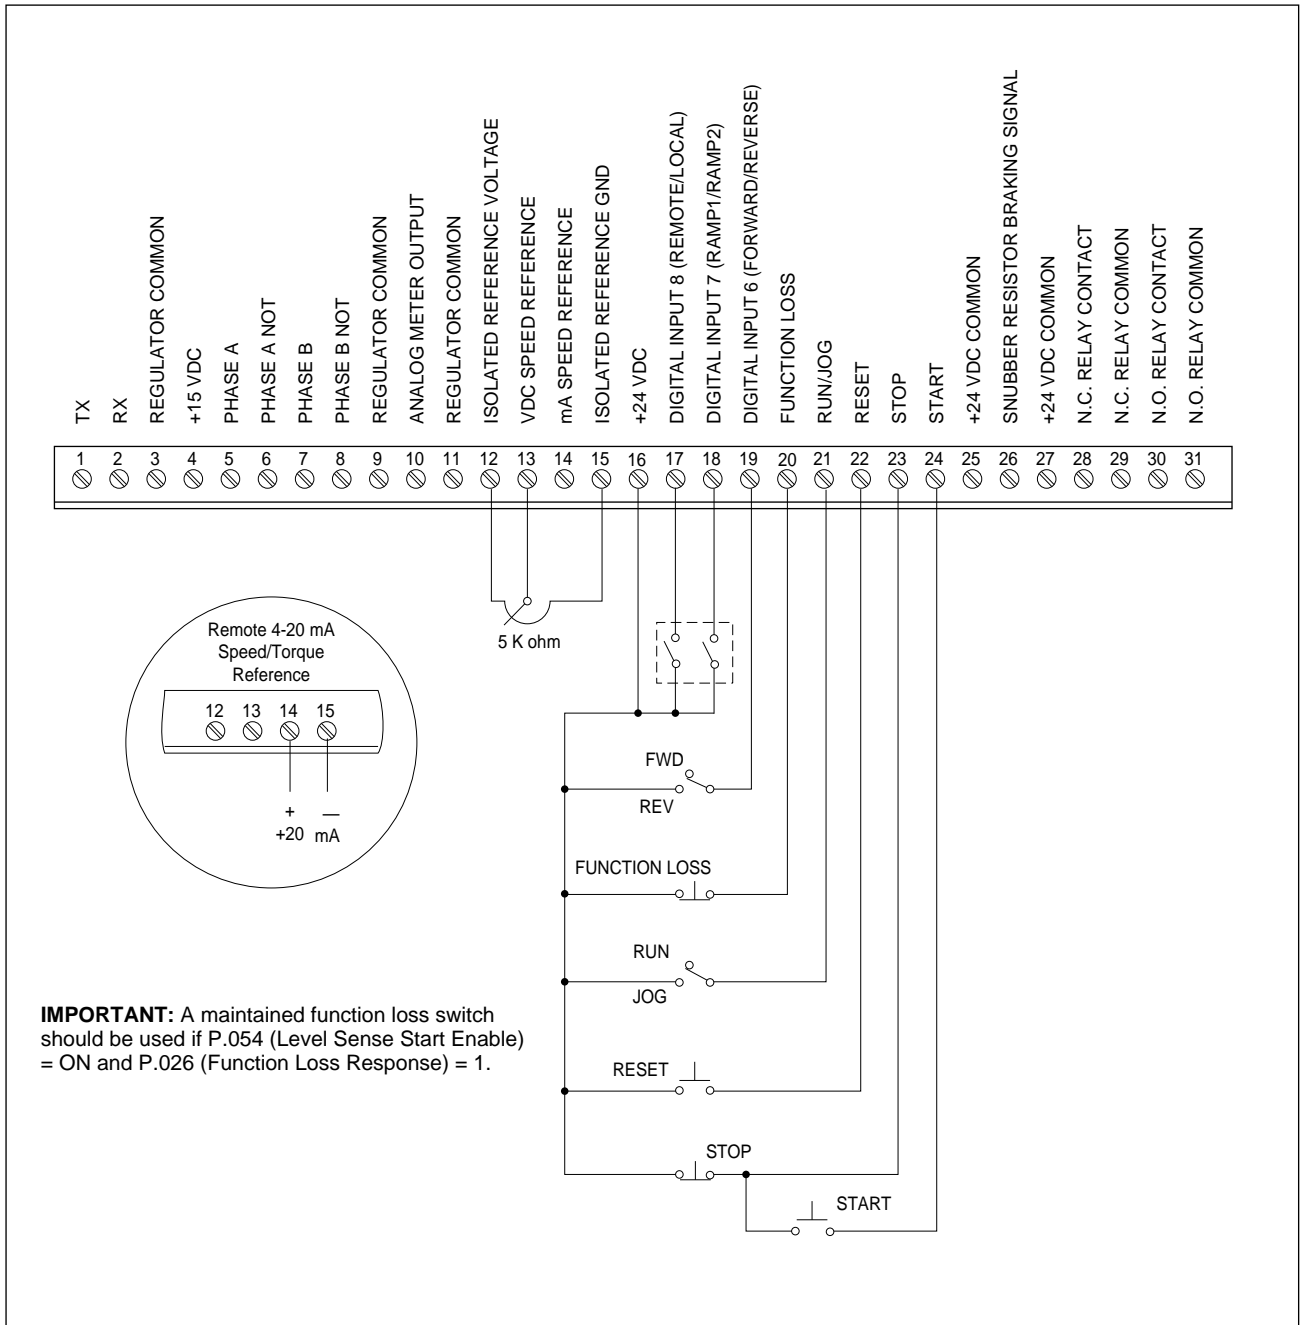 TX
RX
REGULATOR COMMON
+15 VDC
PHASE A
PHASE A NOT
PHASE B
PHASE B NOT
REGULATOR COMMON
ANALOG METER OUTPUT
REGULATOR COMMON
ISOLATED REFERENCE VOLTAGE
VDC SPEED REFERENCE
mA SPEED REFERENCE
ISOLATED REFERENCE GND
+24 VDC
DIGITAL INPUT 8 (REMOTE/LOCAL)
DIGITAL INPUT 7 (RAMP1/RAMP2)
DIGITAL INPUT 6 (FORWARD/REVERSE)
FUNCTION LOSS
RUN/JOG
RESET
STOP
START
+24 VDC COMMON
SNUBBER RESISTOR BRAKING SIGNAL
+24 VDC COMMON
N.C. RELAY CONTACT
N.C. RELAY COMMON
N.O. RELAY CONTACT
N.O. RELAY COMMON
1 2 3 4 5 6 7 8 9 10 11 12 13 14 15 16 17 18 19 20 21 22 23 24 25 26 27 28 29 30 31
5 K ohm
Remote 4-20 mA
Speed/Torque
Reference
12 13 14 15
+ —
+20 mA
FWD
REV
FUNCTION LOSS
RUN
JOG
IMPORTANT: A maintained function loss switch
should be used if P.054 (Level Sense Start Enable)
= ON and P.026 (Function Loss Response) = 1.
RESET
STOP
START